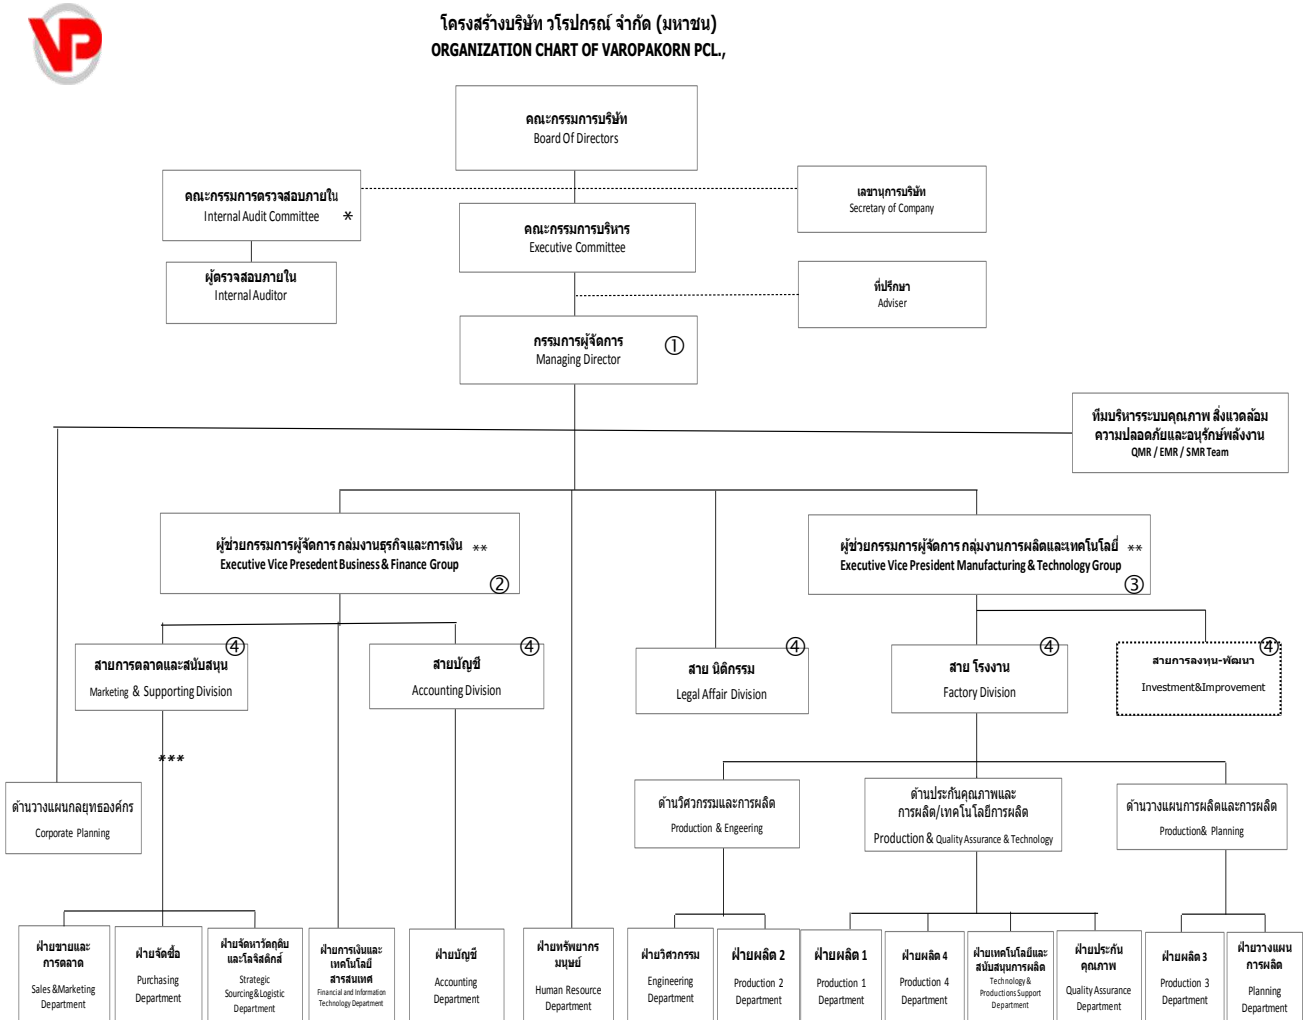 VP
โครงสร้างบริษัท วโรปกรณ์ จำกัด (มหาชน)
ORGANIZATION CHART OF VAROPAKORN PCL.,
คณะกรรมการบริษัท
Board Of Directors
คณะกรรมการตรวจสอบภายใน
Internal Audit Committee *
เลขานุการบริษัท
Secretary of Company
คณะกรรมการบริหาร
Executive Committee
ผู้ตรวจสอบภายใน
Internal Auditor
ที่ปรึกษา
Adviser
กรรมการผู้จัดการ
Managing Director
①
ทีมบริหารระบบคุณภาพ สิ่งแวดล้อม
ความปลอดภัยและอนุรักษ์พลังงาน
QMR / EMR / SMR Team
ผู้ช่วยกรรมการผู้จัดการ กลุ่มงานธุรกิจและการเงิน **
Executive Vice Presedent Business & Finance Group
②
ผู้ช่วยกรรมการผู้จัดการ กลุ่มงานการผลิตและเทคโนโลยี **
Executive Vice President Manufacturing & Technology Group
③
④
สายการตลาดและสนับสนุน
Marketing & Supporting Division
④
สายบัญชี
Accounting Division
④
สาย นิติกรรม
Legal Affair Division
④
สาย โรงงาน
Factory Division
④
สายการลงทุน-พัฒนา
Investment&Improvement
***
ด้านวางแผนกลยุทธองค์กร
Corporate Planning
ด้านวิศวกรรมและการผลิต
Production & Engeering
ด้านประกันคุณภาพและ
การผลิต/เทคโนโลยีการผลิต
Production & Quality Assurance & Technology
ด้านวางแผนการผลิตและการผลิต
Production& Planning
ฝ่ายขายและ
การตลาด
Sales &Marketing
Department
ฝ่ายจัดซื้อ
Purchasing
Department
ฝ่ายจัดหาวัตถุดิบ
และโลจิสติกส์
Strategic
Sourcing&Logistic
Department
ฝ่ายการเงินและ
เทคโนโลยี
สารสนเทศ
Financial and Information
Technology Department
ฝ่ายบัญชี
Accounting
Department
ฝ่ายทรัพยากร
มนุษย์
Human Resource
Department
ฝ่ายวิศวกรรม
Engineering
Department
ฝ่ายผลิต 2
Production 2
Department
ฝ่ายผลิต 1
Production 1
Department
ฝ่ายผลิต 4
Production 4
Department
ฝ่ายเทคโนโลยีและ
สนับสนุนการผลิต
Technology &
Productions Support
Department
ฝ่ายประกัน
คุณภาพ
Quality Assurance
Department
ฝ่ายผลิต 3
Production 3
Department
ฝ่ายวางแผน
การผลิต
Planning
Department